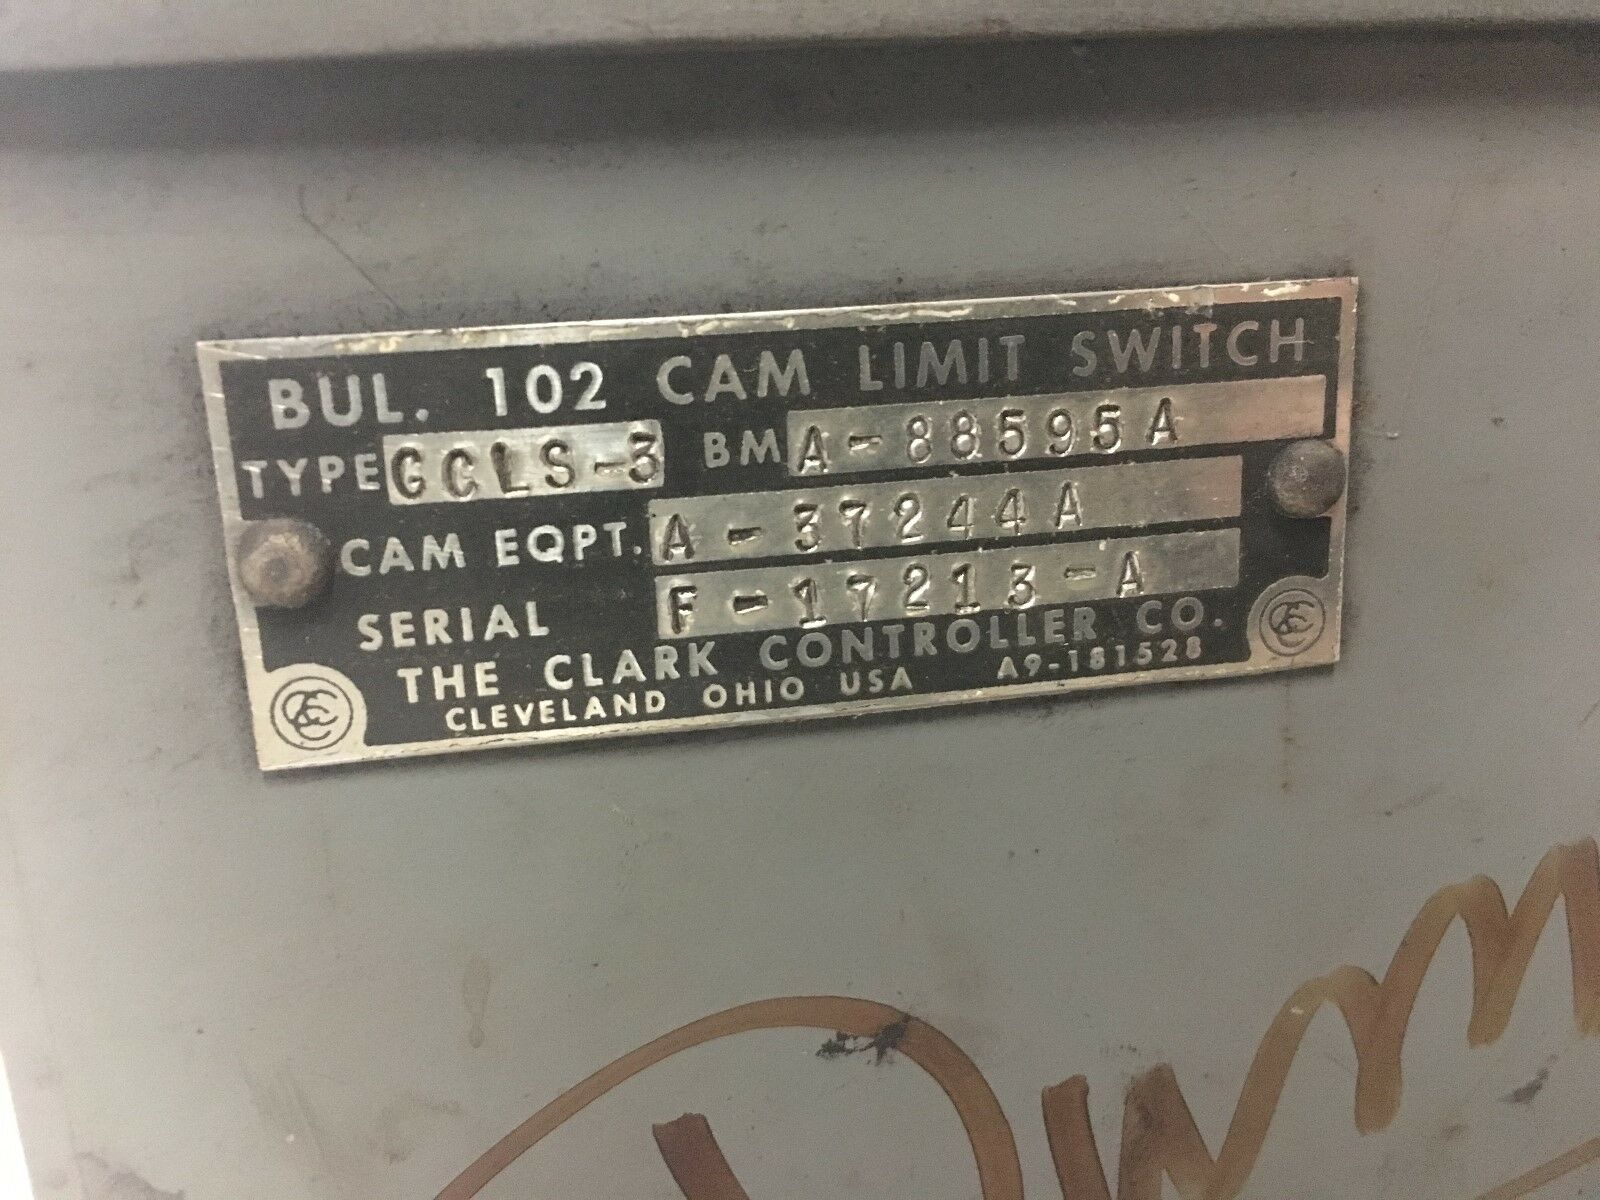 BUL. 102 CAM LIMIT SWITCH
TYPE GCLS-3 BM A-88595A
CAM EQPT. A-37244A
SERIAL F-17213-A
THE CLARK CONTROLLER CO.
CLEVELAND OHIO USA A9-181528